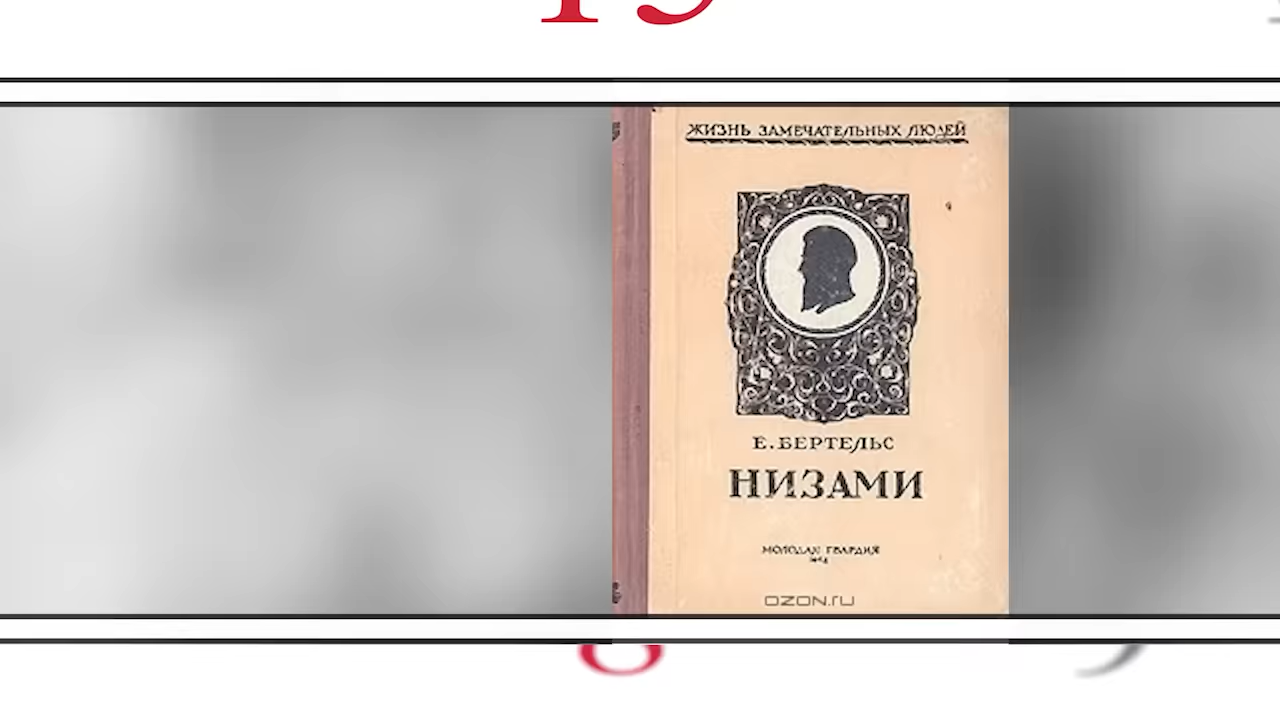 ЖИЗНЬ ЗАМЕЧАТЕЛЬНЫХ ЛЮДЕЙ
Е. БЕРТЕЛЬС
НИЗАМИ
МОЛОДАЯ ГВАРДИЯ
OZON.RU